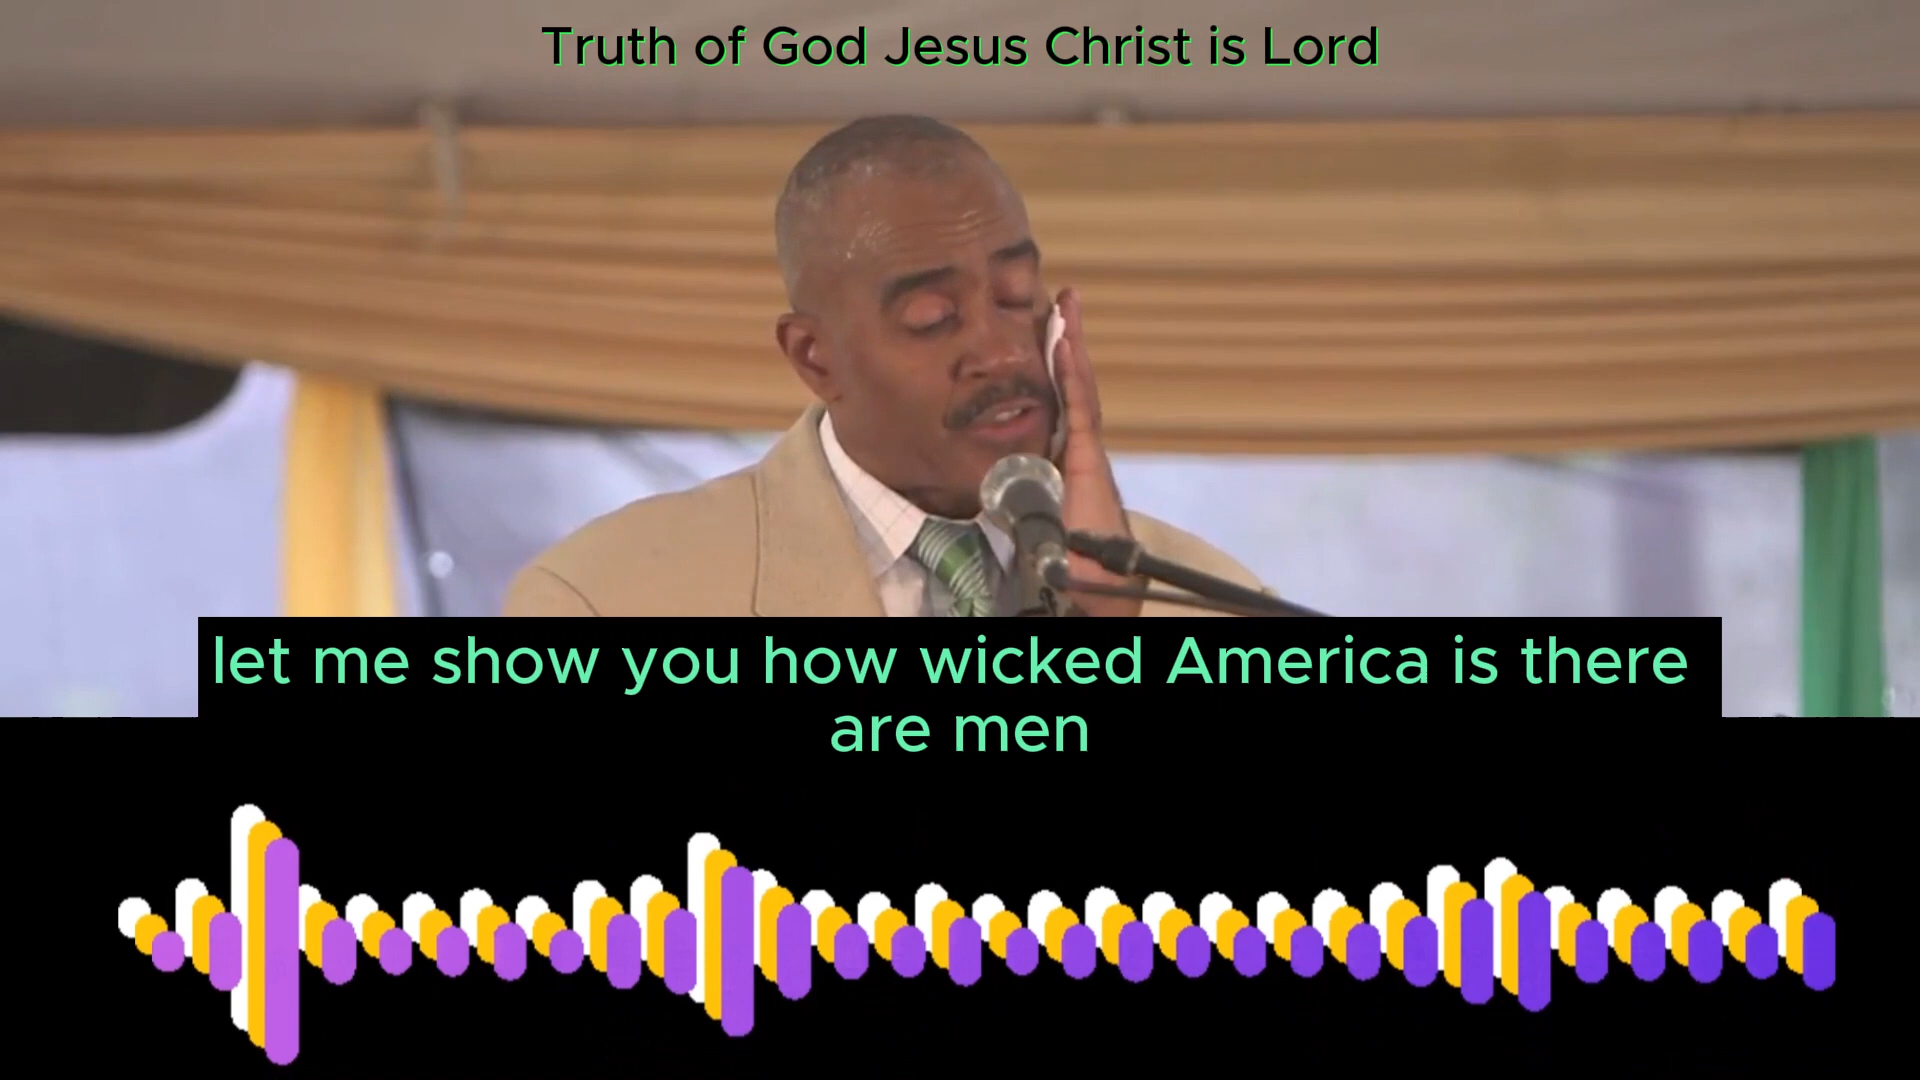 Truth of God Jesus Christ is Lord
let me show you how wicked America is there
are men